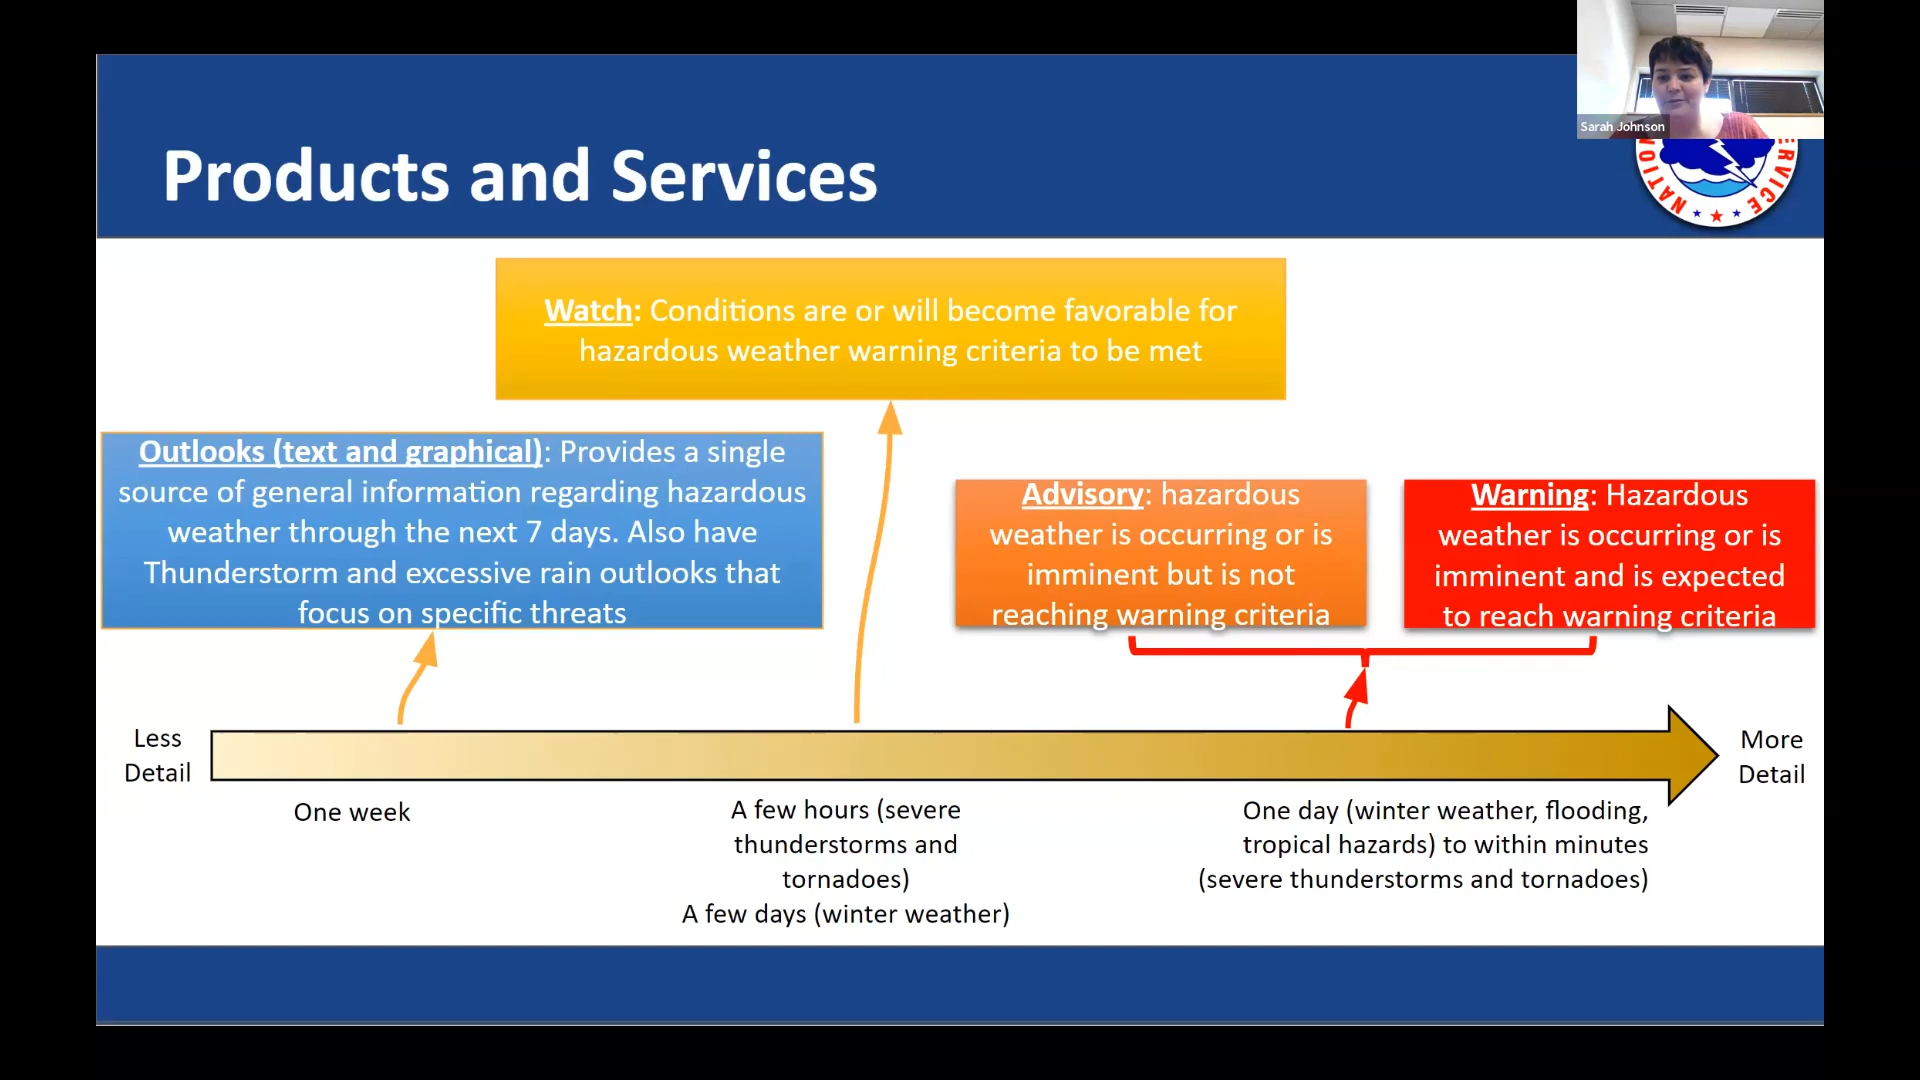 Sarah Johnson
NATIO
ERVICE
Products and Services
Watch: Conditions are or will become favorable for
hazardous weather warning criteria to be met
Outlooks (text and graphical): Provides a single
source of general information regarding hazardous
weather through the next 7 days. Also have
Thunderstorm and excessive rain outlooks that
focus on specific threats
Advisory: hazardous
weather is occurring or is
imminent but is not
reaching warning criteria
Warning: Hazardous
weather is occurring or is
imminent and is expected
to reach warning criteria
Less
Detail
More
Detail
One week
A few hours (severe
thunderstorms and
tornadoes)
A few days (winter weather)
One day (winter weather, flooding,
tropical hazards) to within minutes
(severe thunderstorms and tornadoes)